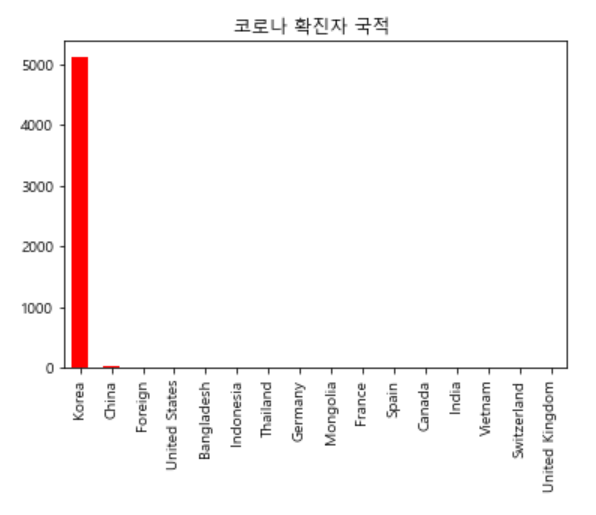 코로나 확진자 국적
5000
4000
3000
2000
1000
0
Korea
China
Foreign
United States
Bangladesh
Indonesia
Thailand
Germany
Mongolia
France
Spain
Canada
India
Vietnam
Switzerland
United Kingdom